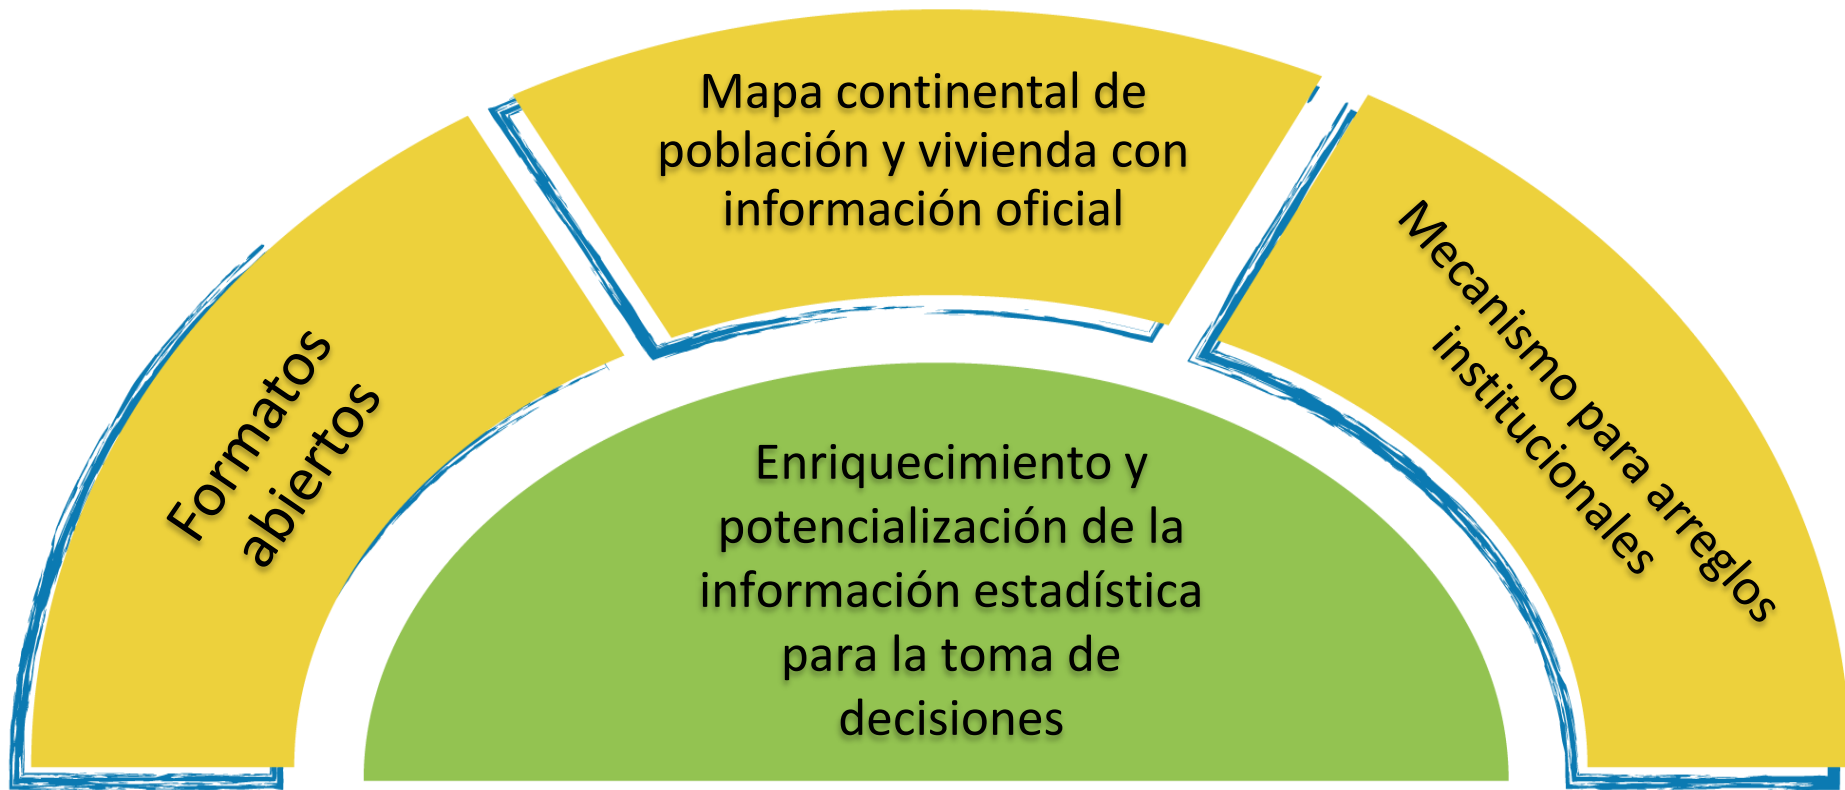 Formatos
abiertos
Mapa continental de
población y vivienda con
información oficial
Mecanismo para arreglos
institucionales
Enriquecimiento y
potencialización de la
información estadística
para la toma de
decisiones